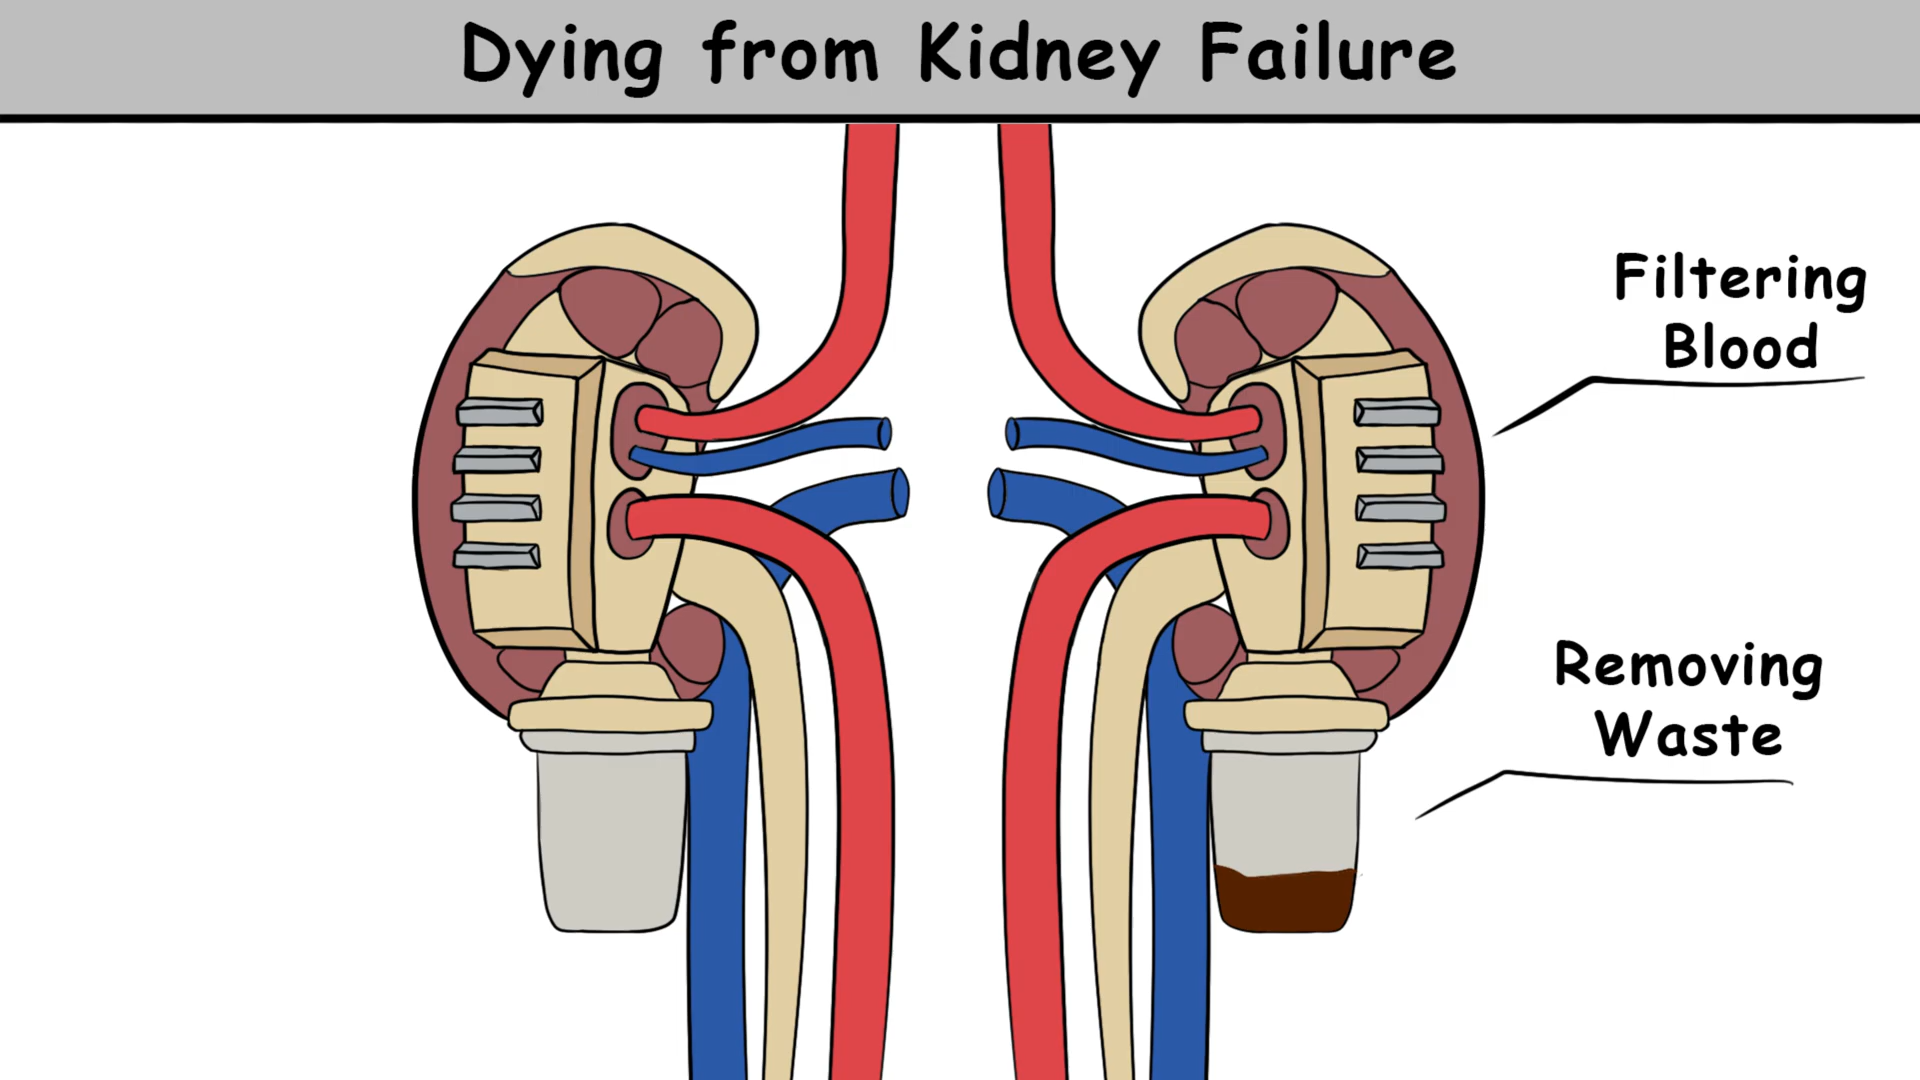 Dying from Kidney Failure
Filtering
Blood
Removing
Waste